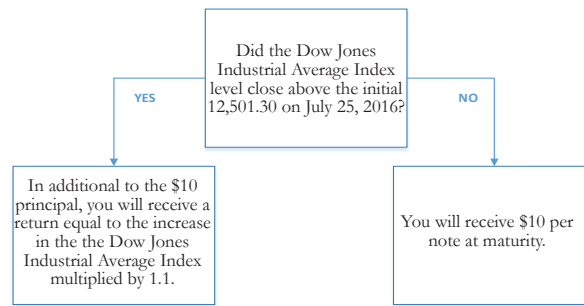 Did the Dow Jones
Industrial Average Index
level close above the initial
12,501.30 on July 25, 2016?
YES
NO
In additional to the $10
principal, you will receive a
return equal to the increase
in the the Dow Jones
Industrial Average Index
multiplied by 1.1.
You will receive $10 per
note at maturity.